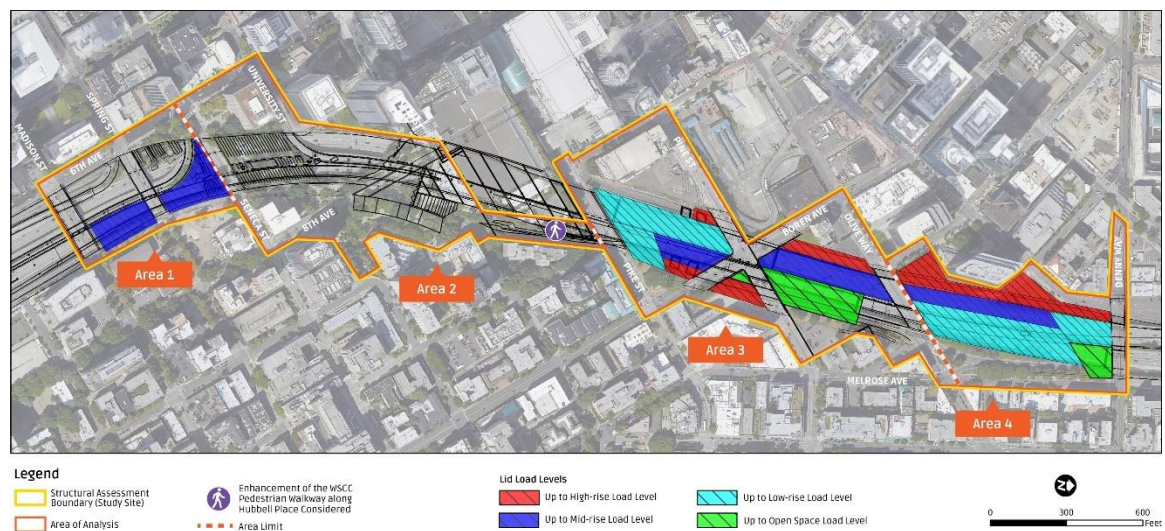 MADISON ST
SPRING ST
6TH AVE
UNIVERSITY ST
SENECA ST
8TH AVE
PIKE ST
PINE ST
BOREN AVE
OLIVE WAY
MELROSE AVE
DENNY WAY
Area 1
Area 2
Area 3
Area 4
Legend
Structural Assessment
Boundary (Study Site)
Area of Analysis
Enhancement of the WSCC
Pedestrian Walkway along
Hubbell Place Considered
Area Limit
Lid Load Levels
Up to High-rise Load Level
Up to Mid-rise Load Level
Up to Low-rise Load Level
Up to Open Space Load Level
N
0 300 600
Feet